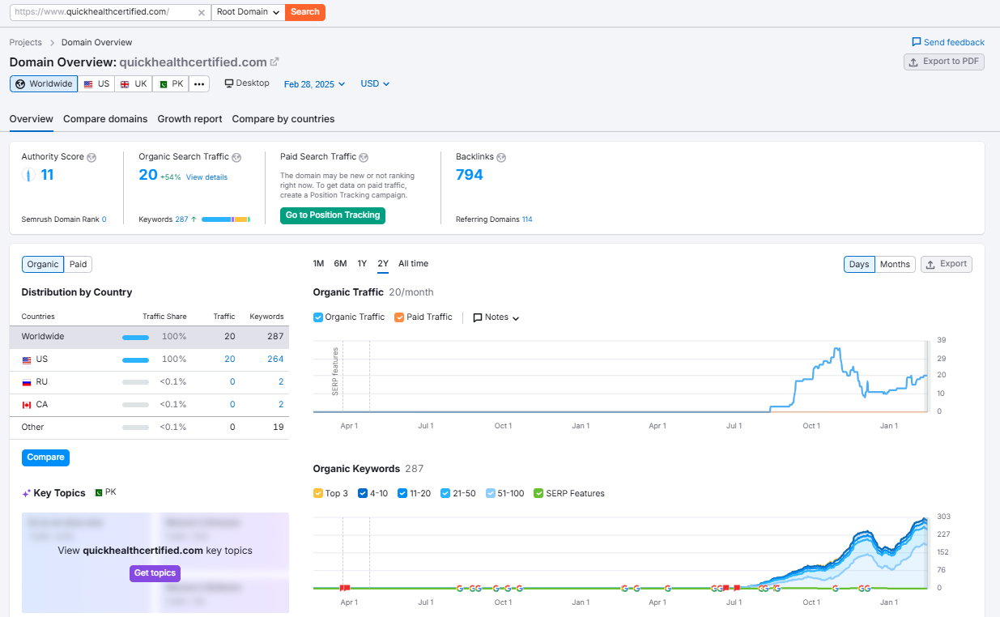 https://www.quickhealthcertified.com/ Root Domain Search
Projects Domain Overview Send feedback
Domain Overview: quickhealthcertified.com Export to PDF
Worldwide US UK PK ••• Desktop Feb 28, 2025 USD
Overview Compare domains Growth report Compare by countries
Authority Score
11
Semrush Domain Rank 0
Organic Search Traffic
20 +54% View details
Keywords 287 ↑
Paid Search Traffic
The domain may be new or not ranking
right now. To get data on paid traffic,
create a Position Tracking campaign.
Go to Position Tracking
Backlinks
794
Referring Domains 114
Organic Paid
Distribution by Country
Countries Traffic Share Traffic Keywords
Worldwide 100% 20 287
US 100% 20 264
RU <0.1% 0 2
CA <0.1% 0 2
Other <0.1% 0 19
Compare
Key Topics PK
View quickhealthcertified.com key topics
Get topics
1M 6M 1Y 2Y All time Days Months Export
Organic Traffic 20/month
Organic Traffic Paid Traffic Notes
SERP features
39
29
20
10
0
Apr 1 Jul 1 Oct 1 Jan 1 Apr 1 Jul 1 Oct 1 Jan 1
Organic Keywords 287
Top 3 4-10 11-20 21-50 51-100 SERP Features
303
227
152
76
0
Apr 1 Jul 1 Oct 1 Jan 1 Apr 1 Jul 1 Oct 1 Jan 1